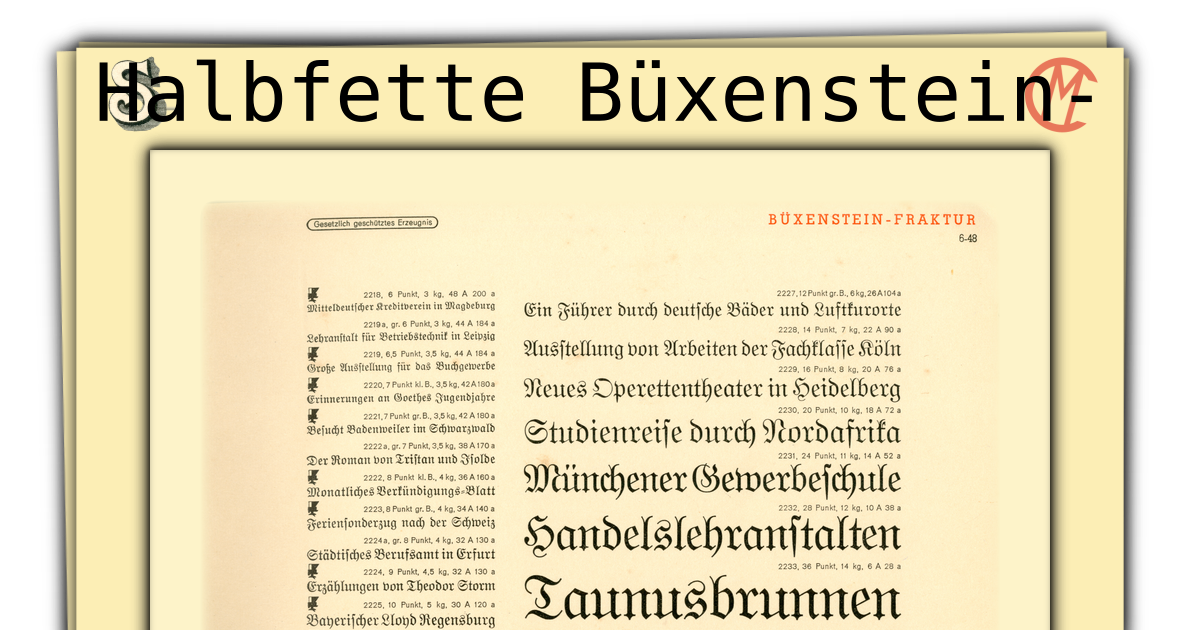 Halbfette Büxenstein-
Gesetzlich geschütztes Erzeugnis
BÜXENSTEIN-FRAKTUR
6-48
2218, 6 Punkt, 3 kg, 48 A 200 a
Mitteldeutſcher Kreditverein in Magdeburg
2219a, gr. 6 Punkt, 3 kg, 44 A 184 a
Lehranſtalt für Betriebstechnik in Leipzig
2219, 6,5 Punkt, 3,5 kg, 44 A 184 a
Große Ausſtellung für das Buchgewerbe
2220, 7 Punkt kl. B., 3,5 kg, 42 A 180 a
Erinnerungen an Goethes Jugendjahre
2221, 7 Punkt gr. B., 3,5 kg, 42 A 180 a
Beſucht Badenweiler im Schwarzwald
2222a, gr. 7 Punkt, 3,5 kg, 38 A 170 a
Der Roman von Triſtan und Iſolde
2222, 8 Punkt kl. B., 4 kg, 36 A 160 a
Monatliches Verkündigungs-Blatt
2223, 8 Punkt gr. B., 4 kg, 34 A 140 a
Ferienſonderzug nach der Schweiz
2224a, gr. 8 Punkt, 4 kg, 32 A 130 a
Städtiſches Berufsamt in Erfurt
2224, 9 Punkt, 4,5 kg, 32 A 130 a
Erzählungen von Theodor Storm
2225, 10 Punkt, 5 kg, 30 A 120 a
Bayeriſcher Lloyd Regensburg
2227, 12 Punkt gr. B., 6 kg, 26 A 104 a
Ein Führer durch deutſche Bäder und Luftkurorte
2228, 14 Punkt, 7 kg, 22 A 90 a
Ausſtellung von Arbeiten der Fachklaſſe Köln
2229, 16 Punkt, 8 kg, 20 A 76 a
Neues Operettentheater in Heidelberg
2230, 20 Punkt, 10 kg, 18 A 72 a
Studienreiſe durch Nordafrika
2231, 24 Punkt, 11 kg, 14 A 52 a
Münchener Gewerbeſchule
2232, 28 Punkt, 12 kg, 10 A 38 a
Handelslehranſtalten
2233, 36 Punkt, 14 kg, 6 A 28 a
Taunusbrunnen